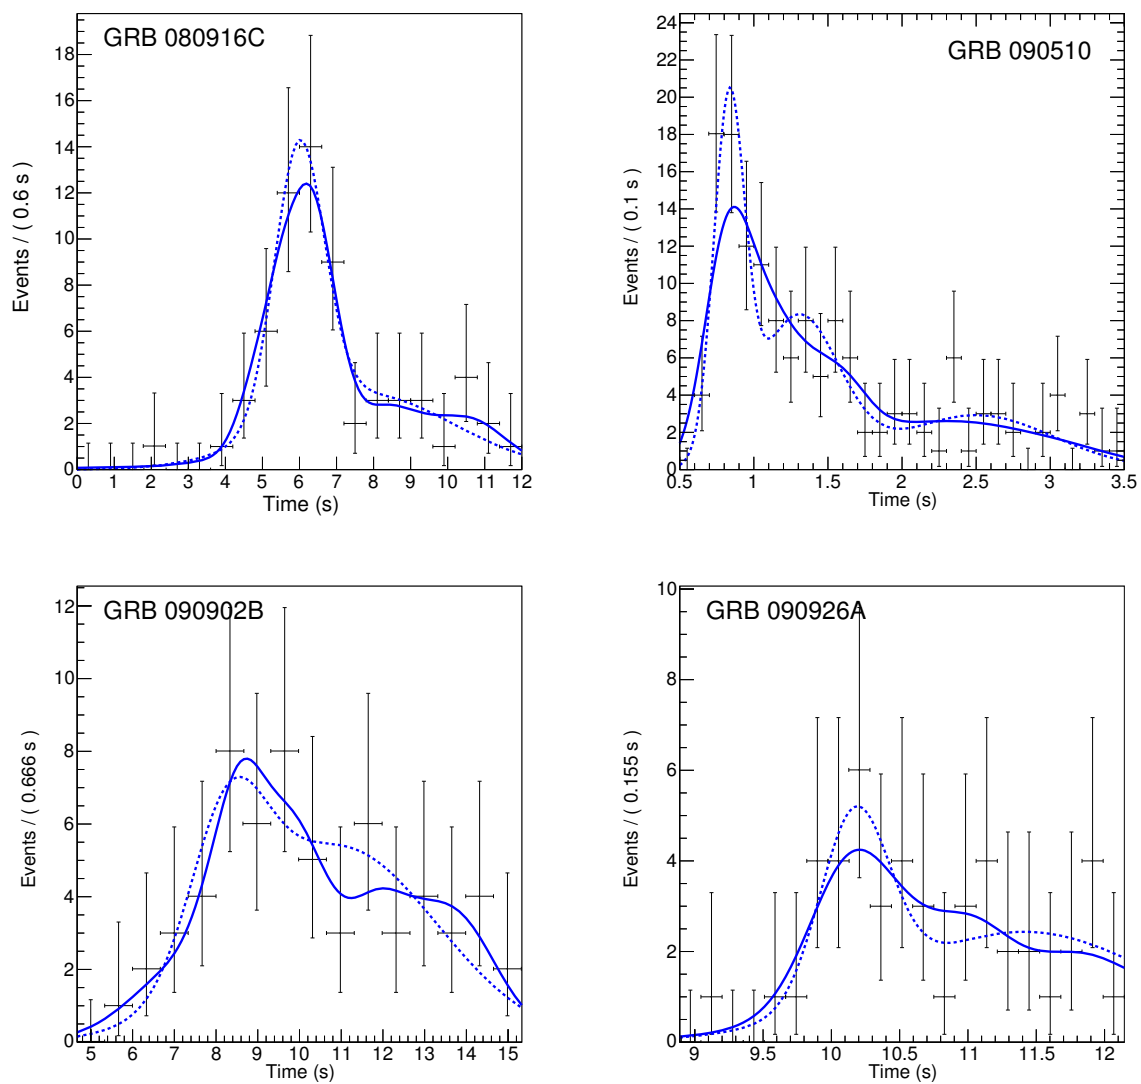 GRB 080916C
Events / ( 0.6 s )
18
16
14
12
10
8
6
4
2
0
0 1 2 3 4 5 6 7 8 9 10 11 12
Time (s)
GRB 090510
Events / ( 0.1 s )
24
22
20
18
16
14
12
10
8
6
4
2
0
0.5 1 1.5 2 2.5 3 3.5
Time (s)
GRB 090902B
Events / ( 0.666 s )
12
10
8
6
4
2
0
5 6 7 8 9 10 11 12 13 14 15
Time (s)
GRB 090926A
Events / ( 0.155 s )
10
8
6
4
2
0
9 9.5 10 10.5 11 11.5 12
Time (s)